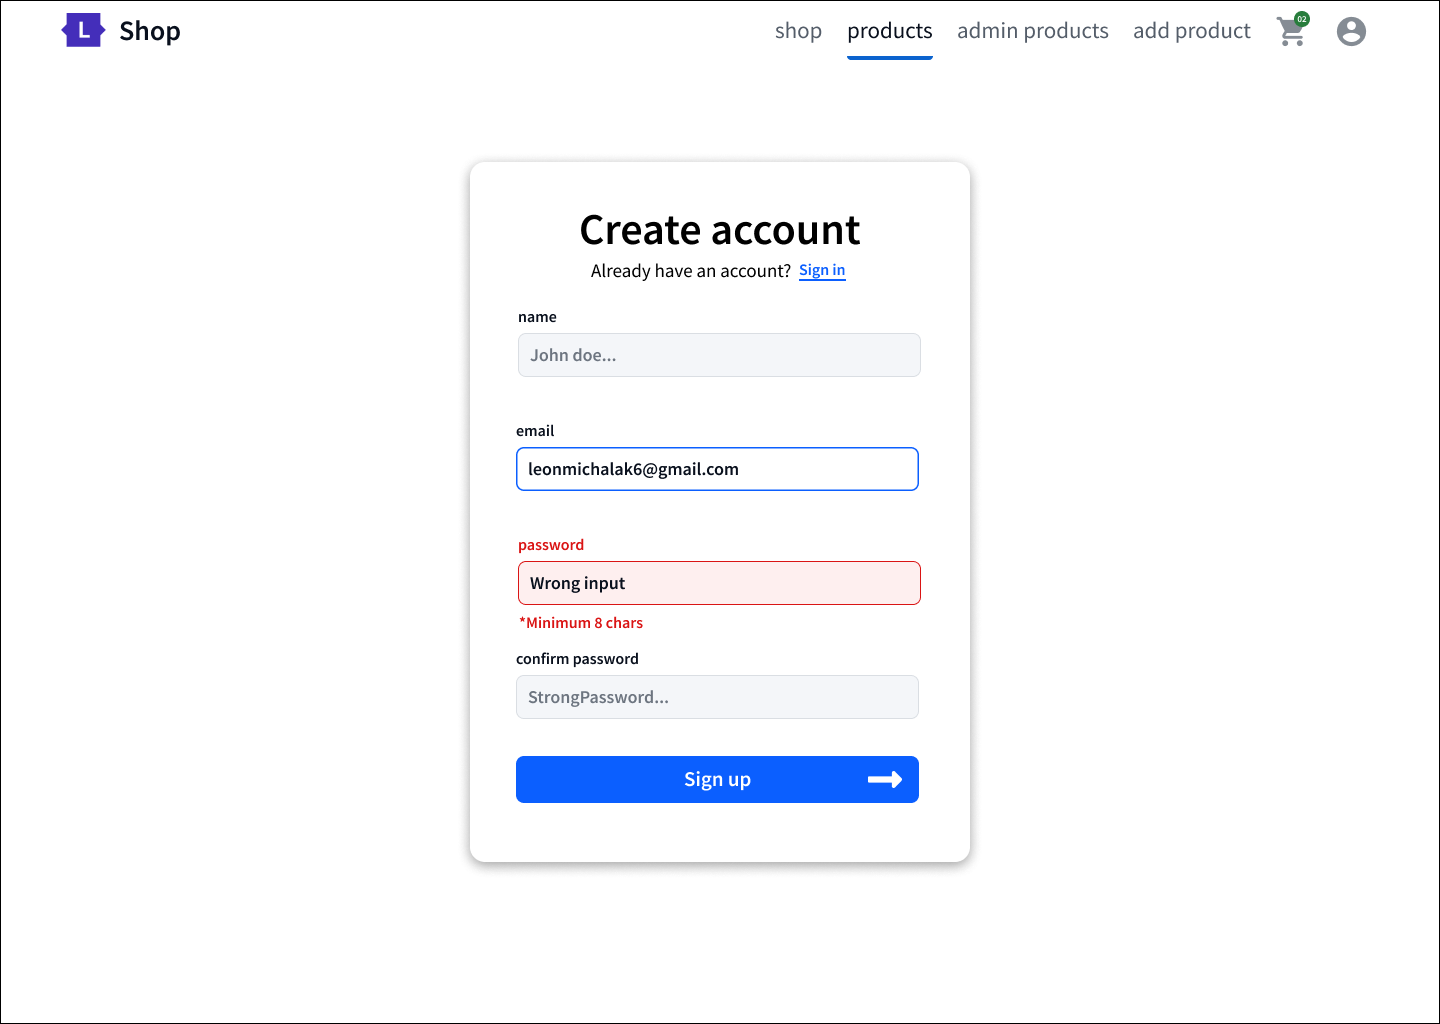 L Shop
shop products admin products add product 02
Create account
Already have an account? Sign in
name
John doe...
email
leonmichalak6@gmail.com
password
Wrong input
*Minimum 8 chars
confirm password
StrongPassword...
Sign up